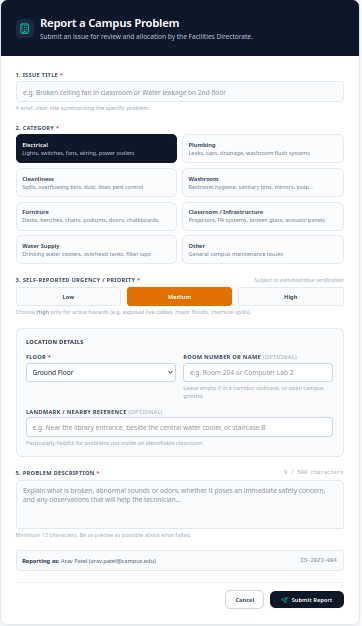 Report a Campus Problem
Submit an issue for review and allocation by the Facilities Directorate.
1. ISSUE TITLE *
e.g. Broken ceiling fan in classroom or Water leakage on 2nd floor
A brief, clear title summarizing the specific problem.
2. CATEGORY *
Electrical
Lights, switches, fans, wiring, power outlets
Plumbing
Leaks, taps, drainage, washroom flush systems
Cleanliness
Spills, overflowing bins, dust, litter, pest control
Washroom
Restroom hygiene, sanitary bins, mirrors, soap...
Furniture
Desks, benches, chairs, podiums, doors, chalkboards
Classroom / Infrastructure
Projectors, PA systems, broken glass, acoustic panels
Water Supply
Drinking water coolers, overhead tanks, filter taps
Other
General campus maintenance issues
3. SELF-REPORTED URGENCY / PRIORITY *
Subject to administrative verification
Low
Medium
High
Choose High only for active hazards (e.g. exposed live cables, major floods, chemical spills).
LOCATION DETAILS
FLOOR *
Ground Floor
ROOM NUMBER OR NAME (OPTIONAL)
e.g. Room 204 or Computer Lab 2
Leave empty if in a corridor, staircase, or open campus
ground.
LANDMARK / NEARBY REFERENCE (OPTIONAL)
e.g. Near the library entrance, beside the central water cooler, or staircase B
Particularly helpful for problems not inside an identifiable classroom.
5. PROBLEM DESCRIPTION *
0 / 500 characters
Explain what is broken, abnormal sounds or odors, whether it poses an immediate safety concern,
and any observations that will help the technician...
Minimum 15 characters. Be as precise as possible about what failed.
Reporting as: Arav Patel (arav.patel@campus.edu)
CS-2023-084
Cancel
Submit Report